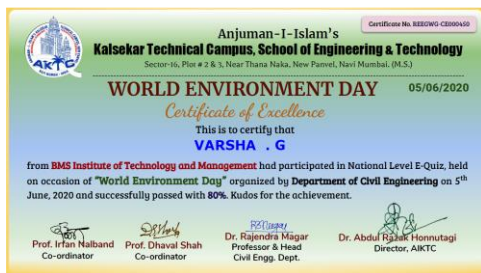 Certificate No. REEGWG-CE000450
Anjuman-I-Islam's
Kalsekar Technical Campus, School of Engineering & Technology
Sector-16, Plot # 2 & 3, Near Thana Naka, New Panvel, Navi Mumbai. (M.S.)
AKTC
WORLD ENVIRONMENT DAY
05/06/2020
Certificate of Excellence
This is to certify that
VARSHA . G
from BMS Institute of Technology and Management had participated in National Level E-Quiz, held
on occasion of "World Environment Day" organized by Department of Civil Engineering on 5th
June, 2020 and successfully passed with 80%. Kudos for the achievement.
Prof. Irfan Nalband
Co-ordinator
Prof. Dhaval Shah
Co-ordinator
Dr. Rajendra Magar
Professor & Head
Civil Engg. Dept.
Dr. Abdul Razak Honnutagi
Director, AIKTC